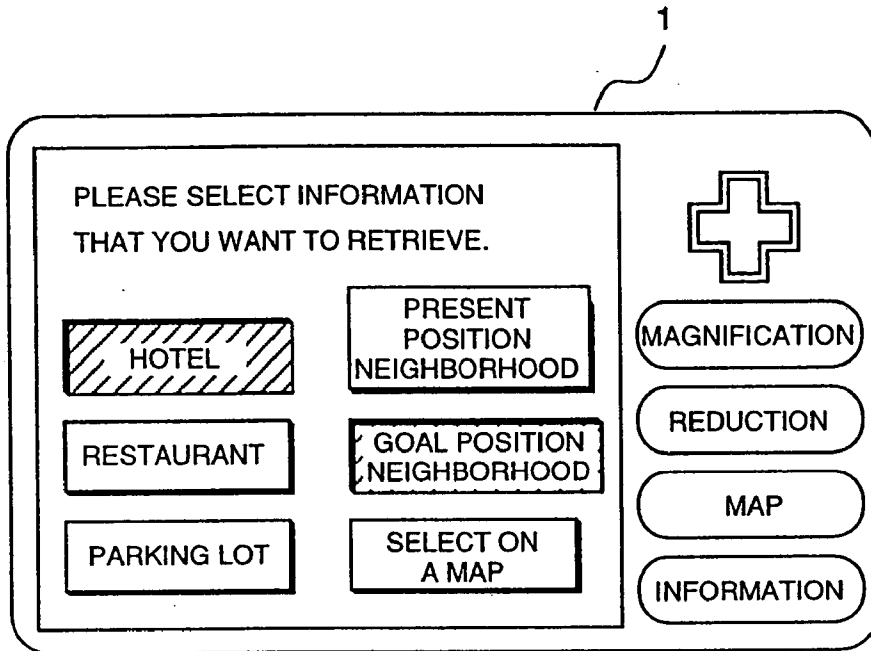 1
PLEASE SELECT INFORMATION
THAT YOU WANT TO RETRIEVE.
HOTEL
PRESENT
POSITION
NEIGHBORHOOD
RESTAURANT
GOAL POSITION
NEIGHBORHOOD
PARKING LOT
SELECT ON
A MAP
MAGNIFICATION
REDUCTION
MAP
INFORMATION